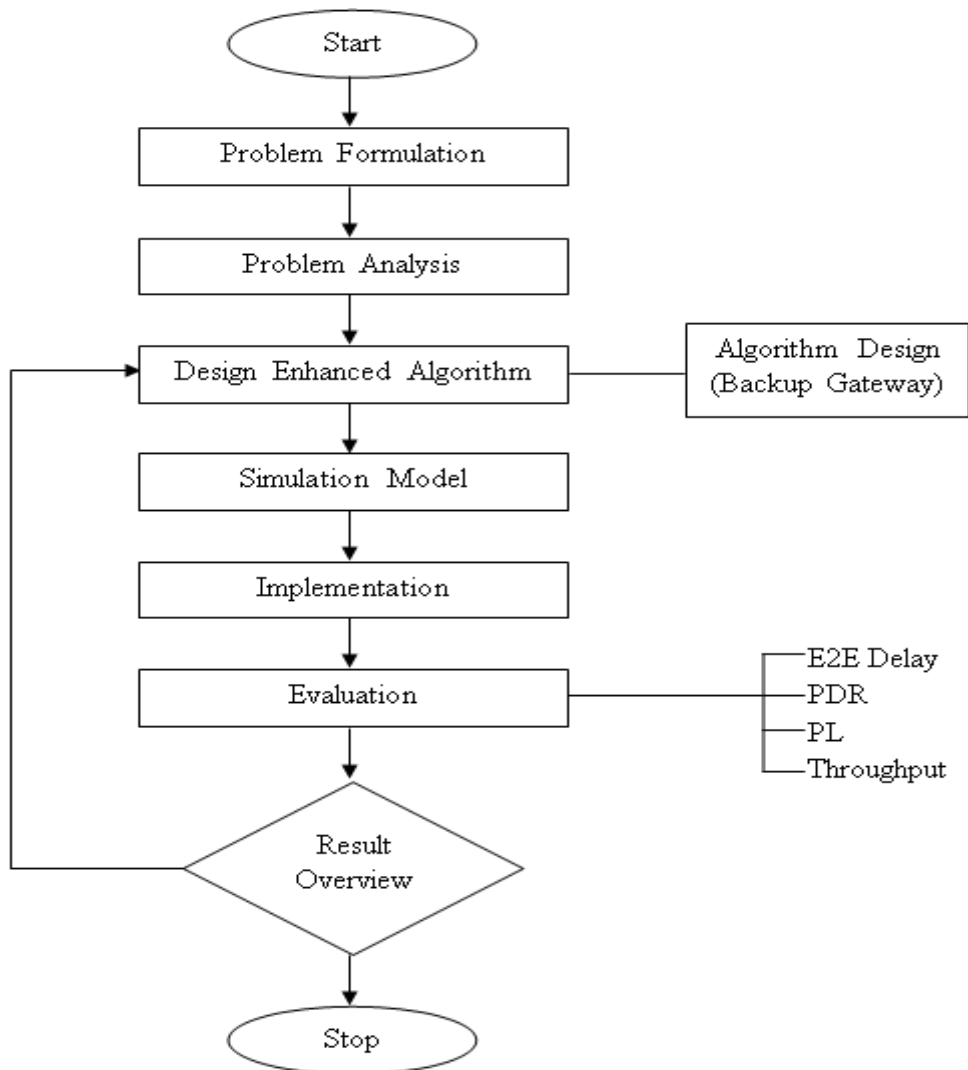 Start
Problem Formulation
Problem Analysis
Design Enhanced Algorithm
Algorithm Design
(Backup Gateway)
Simulation Model
Implementation
Evaluation
E2E Delay
PDR
PL
Throughput
Result
Overview
Stop